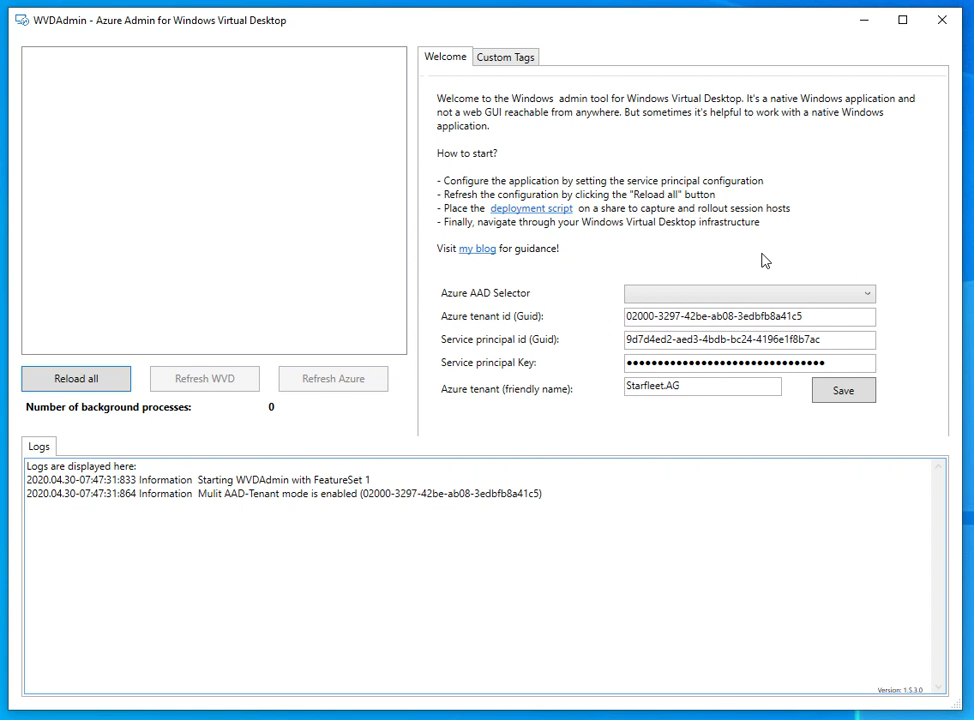 WVDAdmin - Azure Admin for Windows Virtual Desktop
Welcome
Custom Tags
Welcome to the Windows admin tool for Windows Virtual Desktop. It's a native Windows application and
not a web GUI reachable from anywhere. But sometimes it's helpful to work with a native Windows
application.
How to start?
- Configure the application by setting the service principal configuration
- Refresh the configuration by clicking the "Reload all" button
- Place the deployment script on a share to capture and rollout session hosts
- Finally, navigate through your Windows Virtual Desktop infrastructure
Visit my blog for guidance!
Azure AAD Selector
Azure tenant id (Guid): 02000-3297-42be-ab08-3edbfb8a41c5
Service principal id (Guid): 9d7d4ed2-aed3-4bdb-bc24-4196e1f8b7ac
Service principal Key:
Azure tenant (friendly name): Starfleet.AG
Save
Reload all
Refresh WVD
Refresh Azure
Number of background processes: 0
Logs
Logs are displayed here:
2020.04.30-07:47:31:833 Information Starting WVDAdmin with FeatureSet 1
2020.04.30-07:47:31:864 Information Mulit AAD-Tenant mode is enabled (02000-3297-42be-ab08-3edbfb8a41c5)
Version: 1.5.3.0